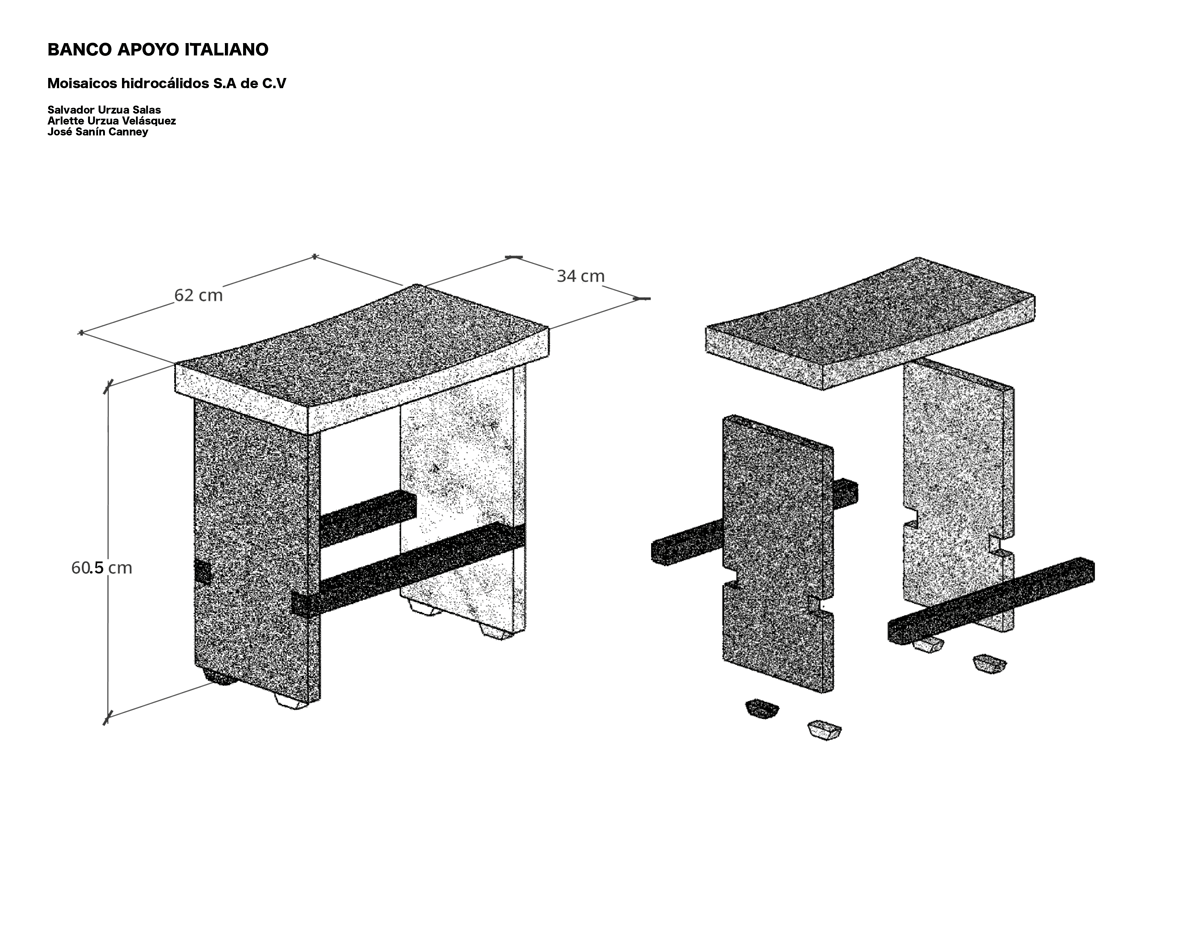 BANCO APOYO ITALIANO
Moisaicos hidrocálidos S.A de C.V
Salvador Urzua Salas
Arlette Urzua Velásquez
José Sanín Canney
34 cm
62 cm
60.5 cm